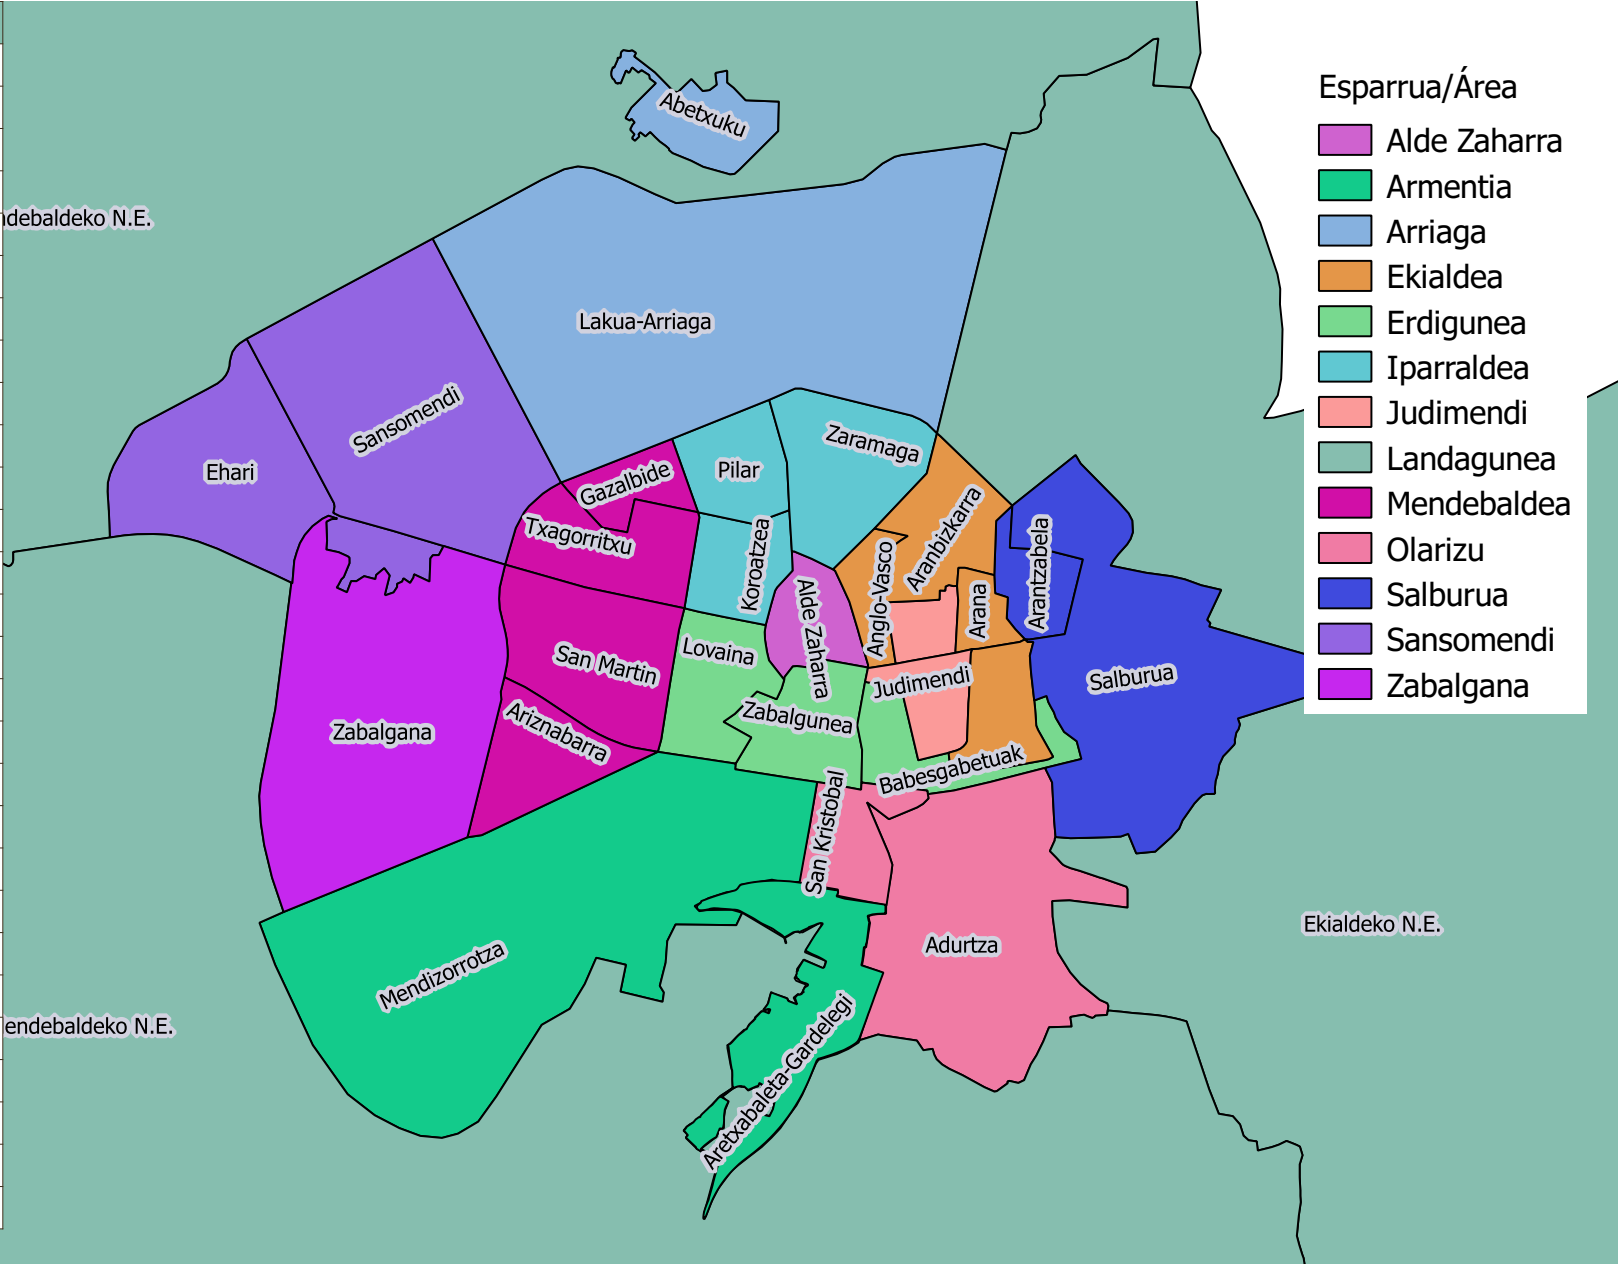 Esparrua/Área
Alde Zaharra
Armentia
Arriaga
Ekialdea
Erdigunea
Iparraldea
Judimendi
Landagunea
Mendebaldea
Olarizu
Salburua
Sansomendi
Zabalgana
Abetxuku
ndebaldeko N.E.
Lakua-Arriaga
Sansomendi
Ehari
Zaramaga
Pilar
Gazalbide
Txagorritxu
Koroatzea
Aranbizkarra
Anglo-Vasco
Arantzabela
Arana
Alde Zaharra
Lovaina
San Martin
Judimendi
Salburua
Zabalgunea
Ariznabarra
Zabalgana
Babesgabetuak
San Kristobal
Ekialdeko N.E.
Adurtza
Mendizorrotza
endebaldeko N.E.
Aretxabaleta-Gardelegi